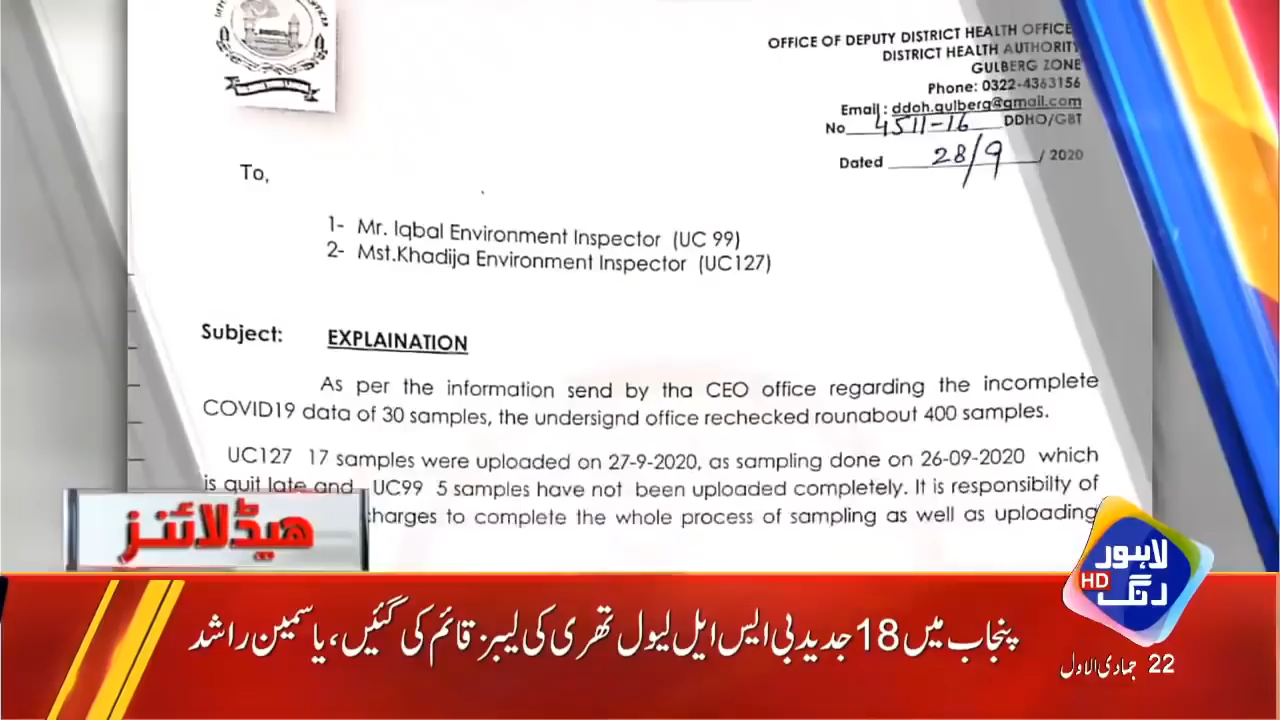 OFFICE OF DEPUTY DISTRICT HEALTH OFFICE
DISTRICT HEALTH AUTHORITY
GULBERG ZONE
Phone: 0322-4363156
Email: ddoh.gulberg@gmail.com
No 4511-16 DDHO/GBT
Dated 28/9 / 2020
To,
1- Mr. Iqbal Environment Inspector (UC 99)
2- Mst.Khadija Environment Inspector (UC127)
Subject: EXPLAINATION
As per the information send by tha CEO office regarding the incomplete
COVID19 data of 30 samples, the undersignd office rechecked rounabout 400 samples.
UC127 17 samples were uploaded on 27-9-2020, as sampling done on 26-09-2020 which
is quit late and UC99 5 samples have not been uploaded completely. It is responsibilty of
charges to complete the whole process of sampling as well as uploading
ہیڈلائنز
لاہور
رنگ HD
پنجاب میں 18 جدید بی ایس ایل لیول تھری کی لیبز قائم کی گئیں، یاسمین راشد
22 جمادی الاول